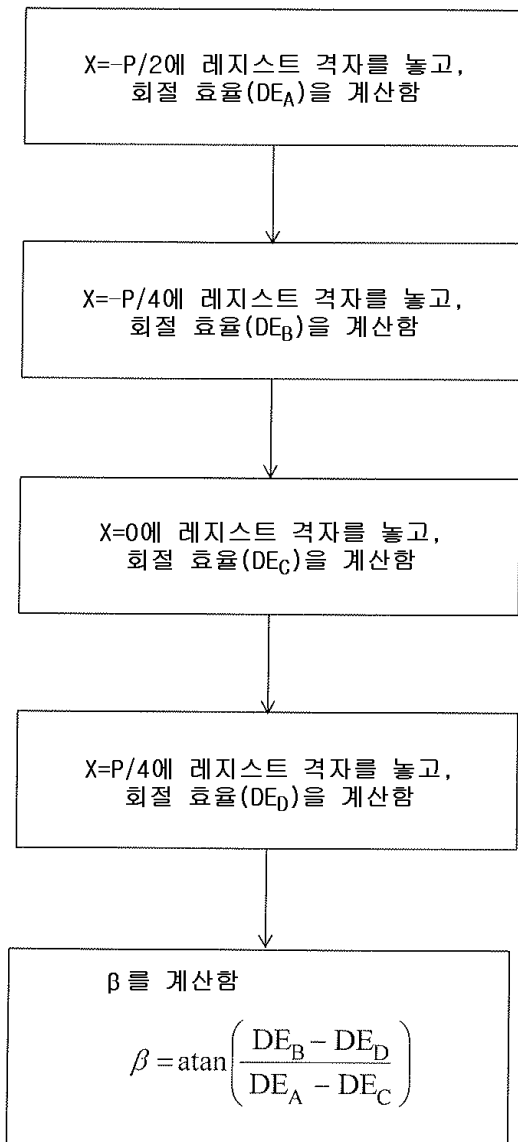 X=-P/2에 레지스트 격자를 놓고,
회절 효율(DE_A)을 계산함
X=-P/4에 레지스트 격자를 놓고,
회절 효율(DE_B)을 계산함
X=0에 레지스트 격자를 놓고,
회절 효율(DE_C)을 계산함
X=P/4에 레지스트 격자를 놓고,
회절 효율(DE_D)을 계산함
β를 계산함
β = atan((DE_B − DE_D)/(DE_A − DE_C))